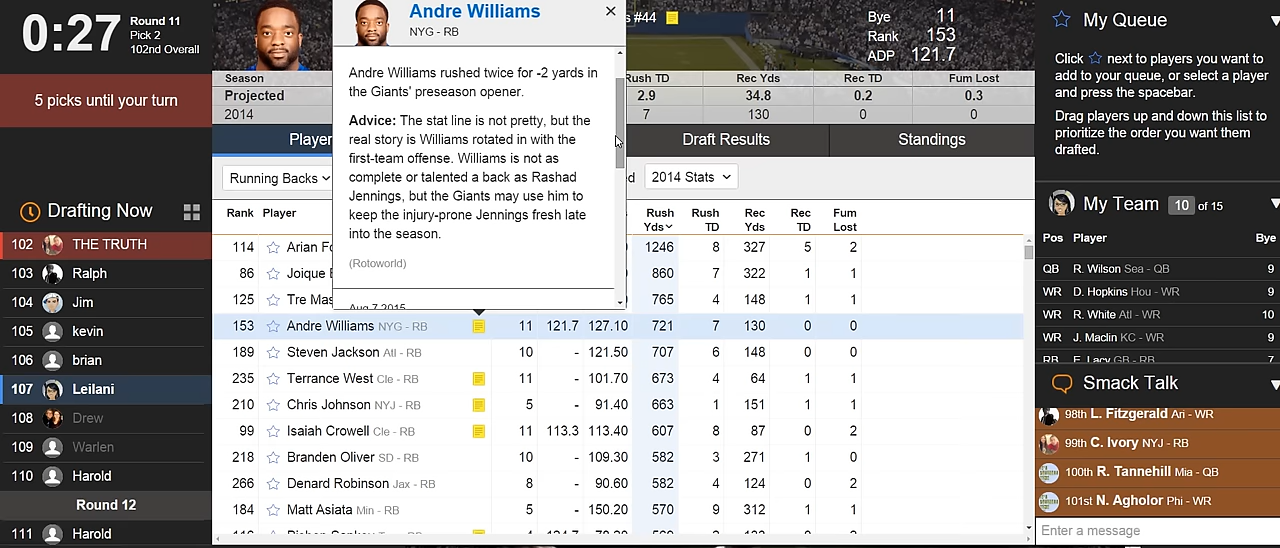 0:27
Round 11
Pick 2
102nd Overall
5 picks until your turn
Drafting Now
102 THE TRUTH
103 Ralph
104 Jim
105 kevin
106 brian
107 Leilani
108 Drew
109 Warlen
110 Harold
Round 12
111 Harold
Andre Williams
NYG - RB
Andre Williams rushed twice for -2 yards in
the Giants' preseason opener.
Advice: The stat line is not pretty, but the
real story is Williams rotated in with the
first-team offense. Williams is not as
complete or talented a back as Rashad
Jennings, but the Giants may use him to
keep the injury-prone Jennings fresh late
into the season.
(Rotoworld)
Aug 7 2015
#44
Bye 11
Rank 153
ADP 121.7
Season Rush TD Rec Yds Rec TD Fum Lost
Projected 2.9 34.8 0.2 0.3
2014 7 130 0 0
Player Draft Results Standings
Running Backs 2014 Stats
Rank Player Rush Yds Rush TD Rec Yds Rec TD Fum Lost
114 Arian 1246 8 327 5 2
86 Joique 860 7 322 1 1
125 Tre 765 4 148 1 1
153 Andre Williams NYG - RB 11 121.7 127.10 721 7 130 0 0
189 Steven Jackson Atl - RB 10 - 121.50 707 6 148 0 0
235 Terrance West Cle - RB 11 - 101.70 673 4 64 1 1
210 Chris Johnson NYJ - RB 5 - 91.40 663 1 151 1 1
99 Isaiah Crowell Cle - RB 11 113.3 113.40 607 8 87 0 2
218 Branden Oliver SD - RB 10 - 109.30 582 3 271 1 0
266 Denard Robinson Jax - RB 8 - 90.60 582 4 124 0 2
184 Matt Asiata Min - RB 5 - 150.20 570 9 312 1 1
My Queue
Click ☆ next to players you want to
add to your queue, or select a player
and press the spacebar.
Drag players up and down this list to
prioritize the order you want them
drafted.
My Team 10 of 15
Pos Player Bye
QB R. Wilson Sea - QB 9
WR D. Hopkins Hou - WR 9
WR R. White Atl - WR 10
WR J. Maclin KC - WR 9
RB E. Lacy GB - RB 7
Smack Talk
98th L. Fitzgerald Ari - WR
99th C. Ivory NYJ - RB
100th R. Tannehill Mia - QB
101st N. Agholor Phi - WR
Enter a message